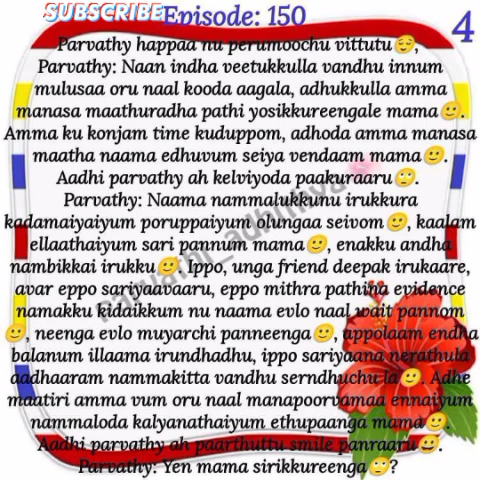 SUBSCRIBE Episode: 150
4
Parvathy happaa nu perumoochu vittutu😌,
Parvathy: Naan indha veetukkulla vandhu innum
mulusaa oru naal kooda aagala, adhukkulla amma
manasa maathuradha pathi yosikkureengale mama🙂.
Amma ku konjam time kuduppom, adhoda amma manasa
maatha naama edhuvum seiya vendaam mama🙂.
Aadhi parvathy ah kelviyoda paakuraaru🙄.
Parvathy: Naama nammalukkunu irukkura
kadamaiyaiyum poruppaiyum olungaa seivom🙂, kaalam
ellaathaiyum sari pannum mama🙂, enakku andha
nambikkai irukku🙂. Ippo, unga friend deepak irukaare,
avar eppo sariyaavaaru, eppo mithra pathina evidence
namakku kidaikkum nu naama evlo naal wait pannom
🙂, neenga evlo muyarchi panneenga🙂, appolaam endha
balanum illaama irundhadhu, ippo sariyaana nerathula
aadhaaram nammakitta vandhu serndhuchu la🙂. Adhe
maatiri amma vum oru naal manapoorvamaa ennaiyum
nammaloda kalyanathaiyum ethupaanga mama🙂.
Aadhi parvathy ah paarthuttu smile panraaru😀.
Parvathy: Yen mama sirikkureenga🙄?